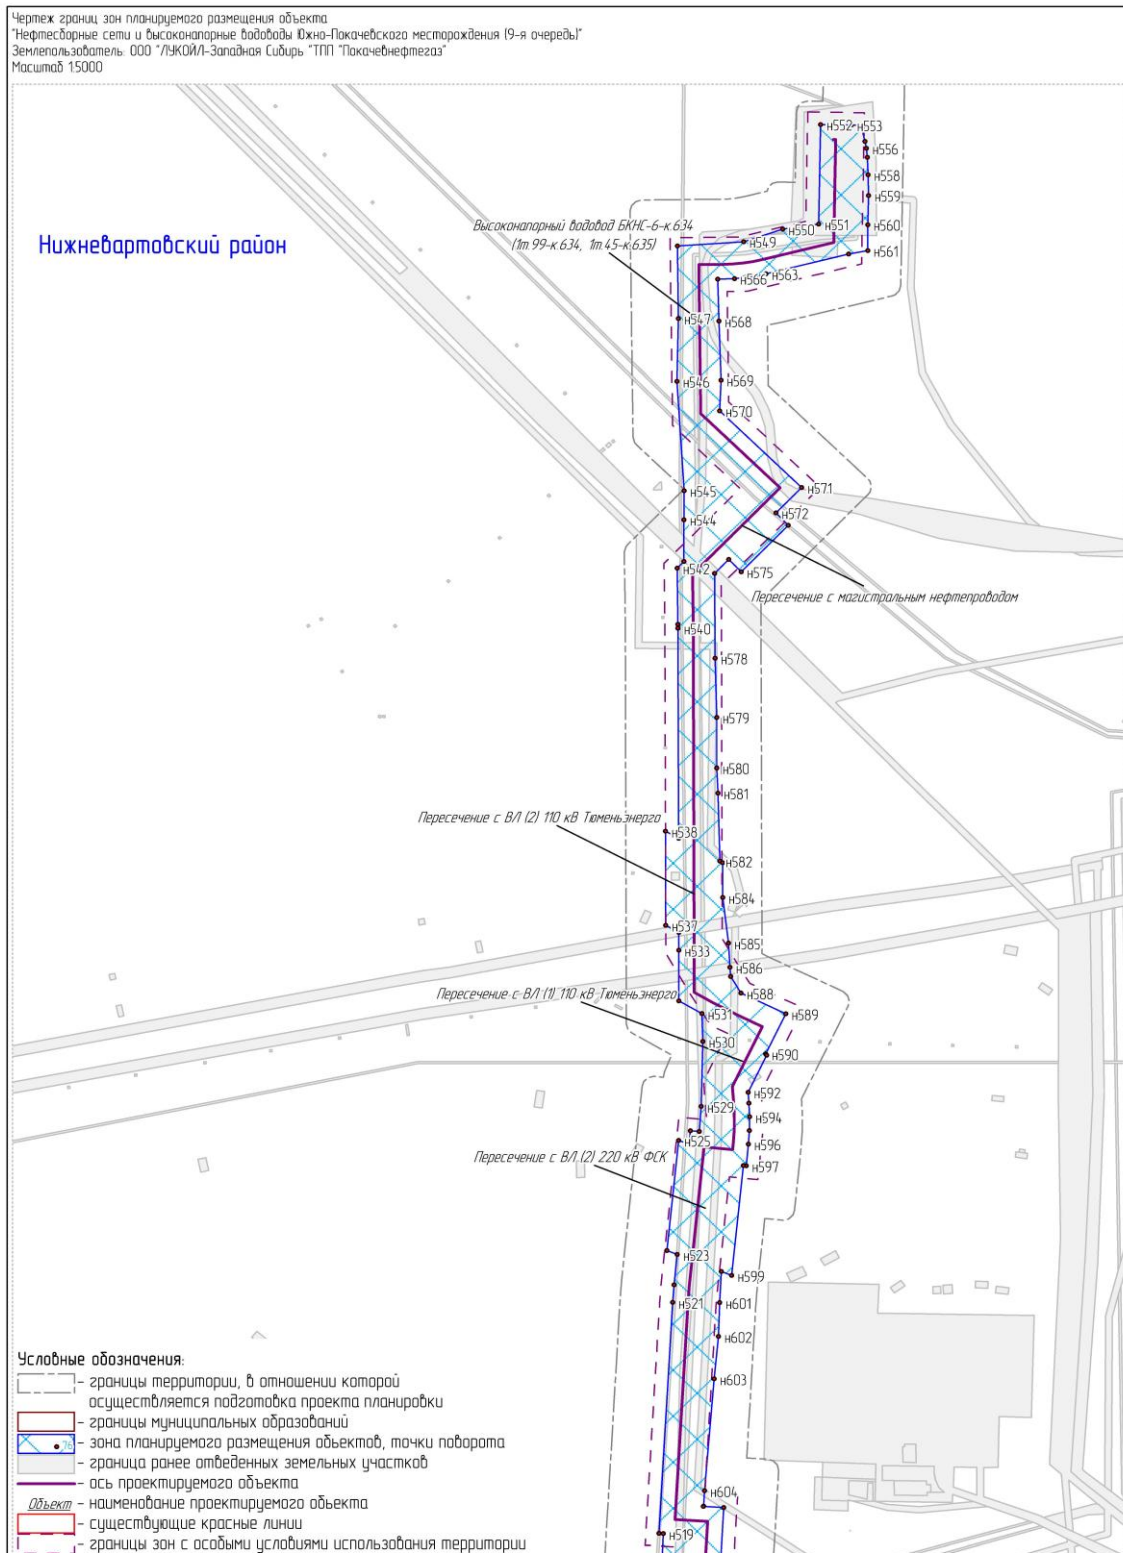 Чертеж границ зон планируемого размещения объекта
"Нефтесборные сети и высоконапорные водоводы Южно-Покачевского месторождения (9-я очередь)"
Землепользователь: ООО "ЛУКОЙЛ-Западная Сибирь "ТПП "Покачевнефтегаз"
Масштаб 1:5000
н552
н553
н556
н558
н559
н560
н561
н551
н550
н549
Высоконапорный водовод БКНС-6-к.634
(1т.99-к.634, 1т.45-к.635)
Нижневартовский район
н563
н566
н547
н568
н546
н569
н570
н545
н571
н544
н572
н542
н575
Пересечение с магистральным нефтепроводом
н540
н578
н579
н580
н581
Пересечение с ВЛ (2) 110 кВ Тюменьэнерго
н538
н582
н584
н537
н585
н533
н586
Пересечение с ВЛ (1) 110 кВ Тюменьэнерго
н588
н531
н589
н530
н590
н592
н529
н594
н525
н596
Пересечение с ВЛ (2) 220 кВ ФСК
н597
н523
н599
н521
н601
н602
н603
н604
н519
Условные обозначения:
- границы территории, в отношении которой
осуществляется подготовка проекта планировки
- границы муниципальных образований
76 - зона планируемого размещения объектов, точки поворота
- граница ранее отведенных земельных участков
- ось проектируемого объекта
Объект - наименование проектируемого объекта
- существующие красные линии
- границы зон с особыми условиями использования территории